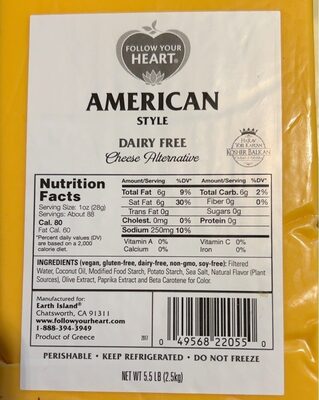 FOLLOW YOUR
HEART®
AMERICAN
STYLE
DAIRY FREE
Cheese Alternative
KOSHER BALKAN
Nutrition
Facts
Serving Size: 1oz (28g)
Servings: About 88
Cal. 80
Fat Cal. 60
*Percent daily values (DV)
are based on a 2,000
calorie diet.
Amount/Serving %DV* Amount/Serving %DV*
Total Fat 6g 9% Total Carb. 6g 2%
Sat Fat 6g 30% Fiber 0g 0%
Trans Fat 0g Sugars 0g
Cholest. 0mg 0% Protein 0g
Sodium 250mg 10%
Vitamin A 0% Vitamin C 0%
Calcium 0% Iron 0%
INGREDIENTS (vegan, gluten-free, dairy-free, non-gmo, soy-free): Filtered
Water, Coconut Oil, Modified Food Starch, Potato Starch, Sea Salt, Natural Flavor (Plant
Sources), Olive Extract, Paprika Extract and Beta Carotene for Color.
Manufactured for:
Earth Island®
Chatsworth, CA 91311
www.followyourheart.com
1-888-394-3949
Product of Greece 2017
0 49568 22055 0
PERISHABLE • KEEP REFRIGERATED • DO NOT FREEZE
NET WT 5.5 LB (2.5kg)